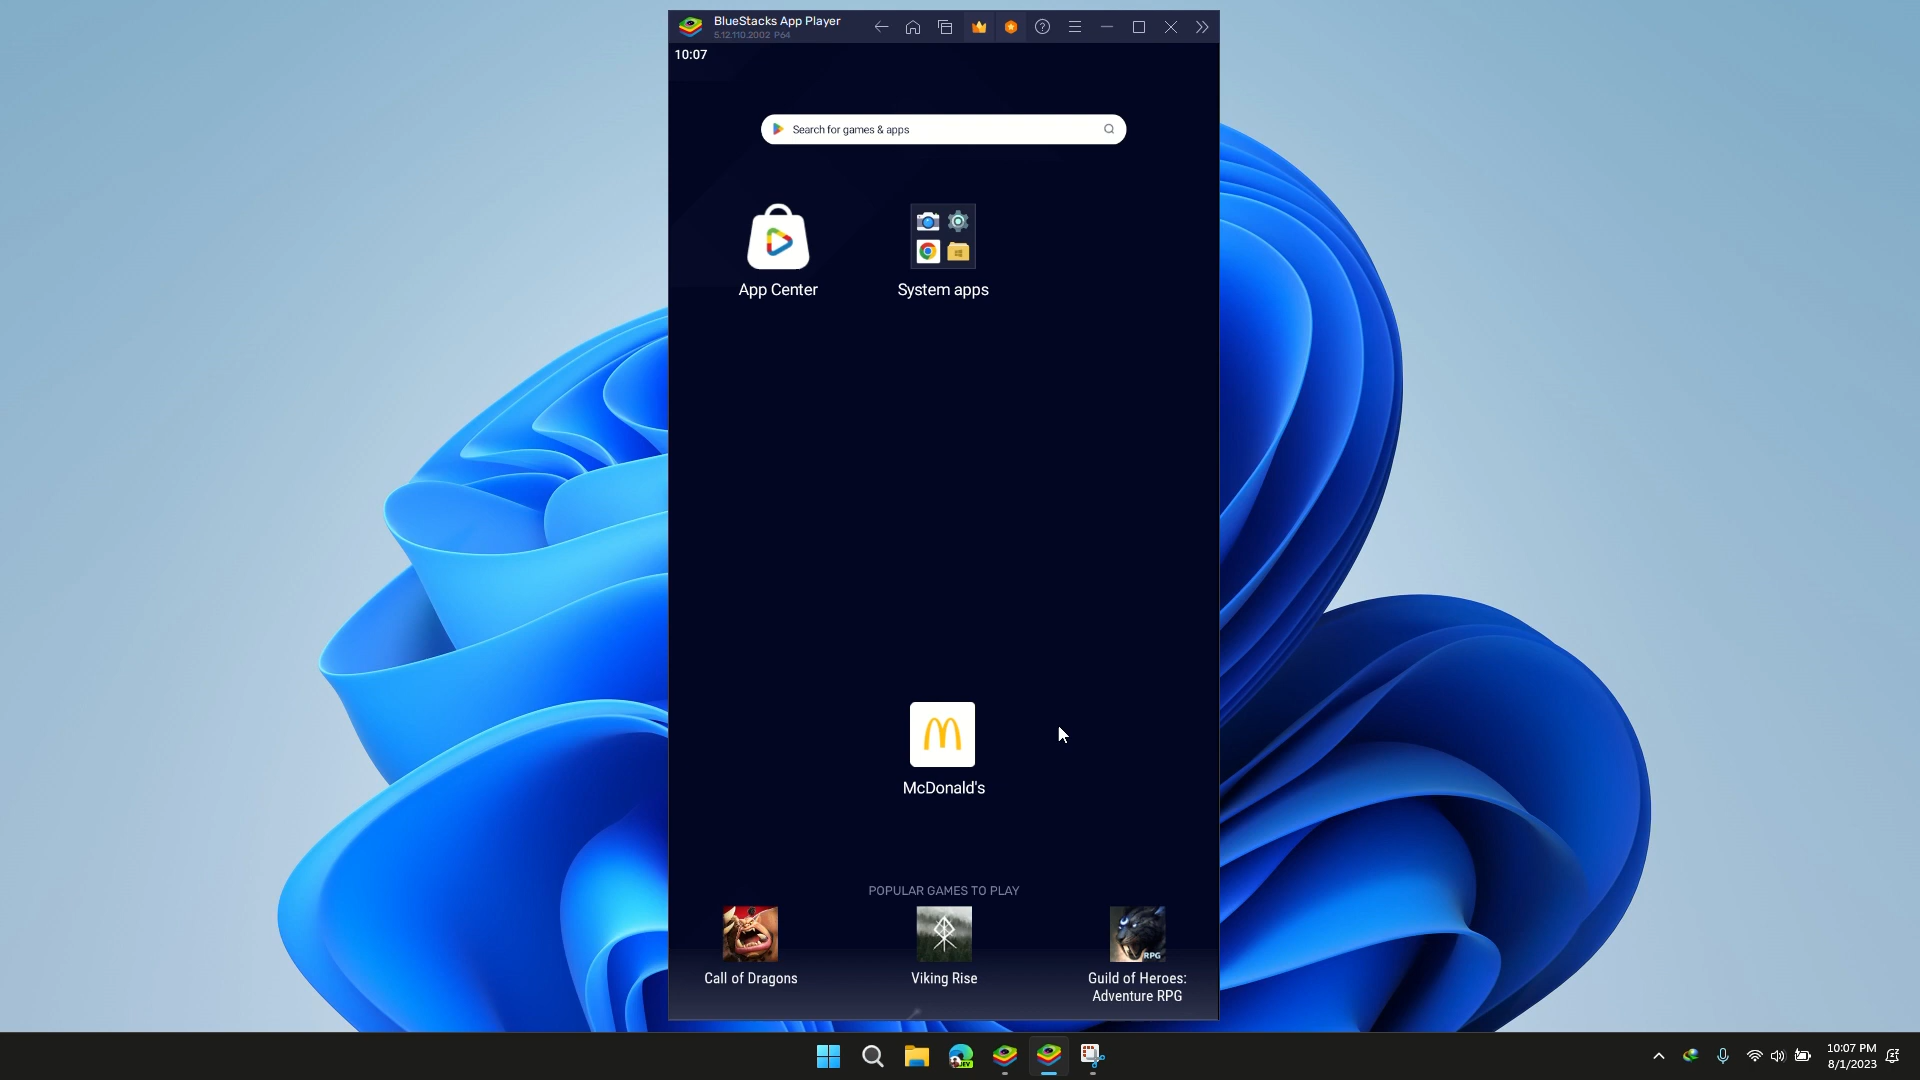 BlueStacks App Player
5.12.110.2002 P64
10:07
Search for games & apps
App Center
System apps
McDonald's
POPULAR GAMES TO PLAY
RPG
Call of Dragons
Viking Rise
Guild of Heroes:
Adventure RPG
10:07 PM
8/1/2023